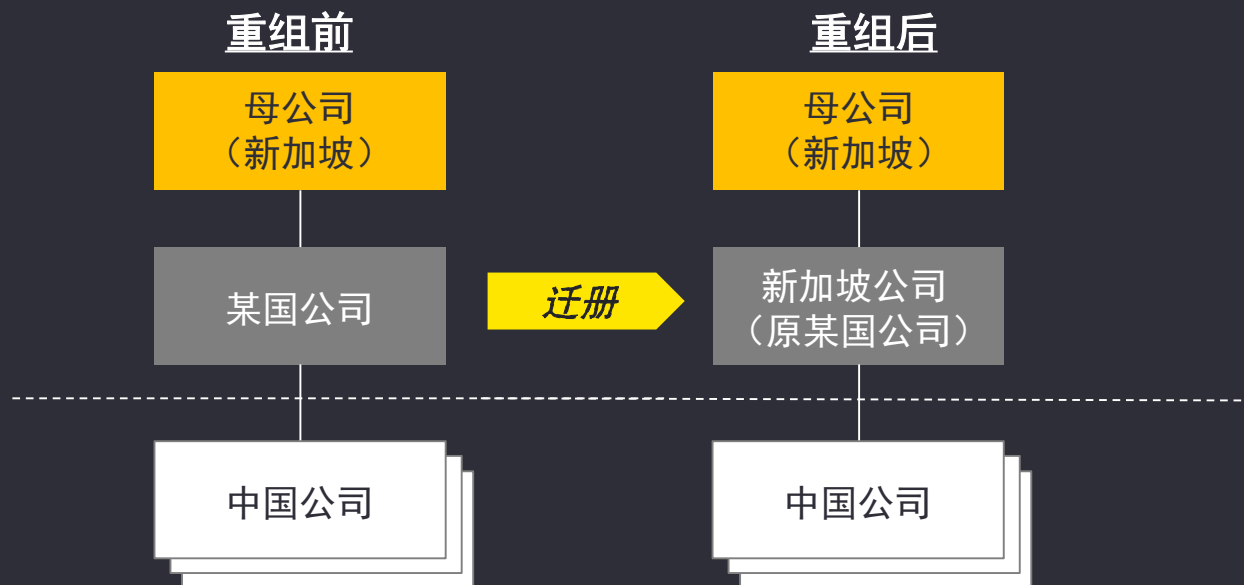 重组前
重组后
母公司
（新加坡）
母公司
（新加坡）
某国公司
迁册
新加坡公司
（原某国公司）
中国公司
中国公司